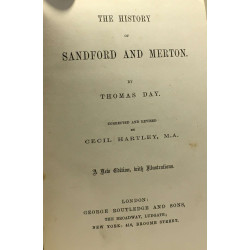 THE HISTORY
OF
SANDFORD AND MERTON.
BY
THOMAS DAY.
CORRECTED AND REVISED
BY
CECIL HARTLEY, M.A.
A New Edition, with Illustrations.
LONDON:
GEORGE ROUTLEDGE AND SONS,
THE BROADWAY, LUDGATE;
NEW YORK: 416, BROOME STREET.